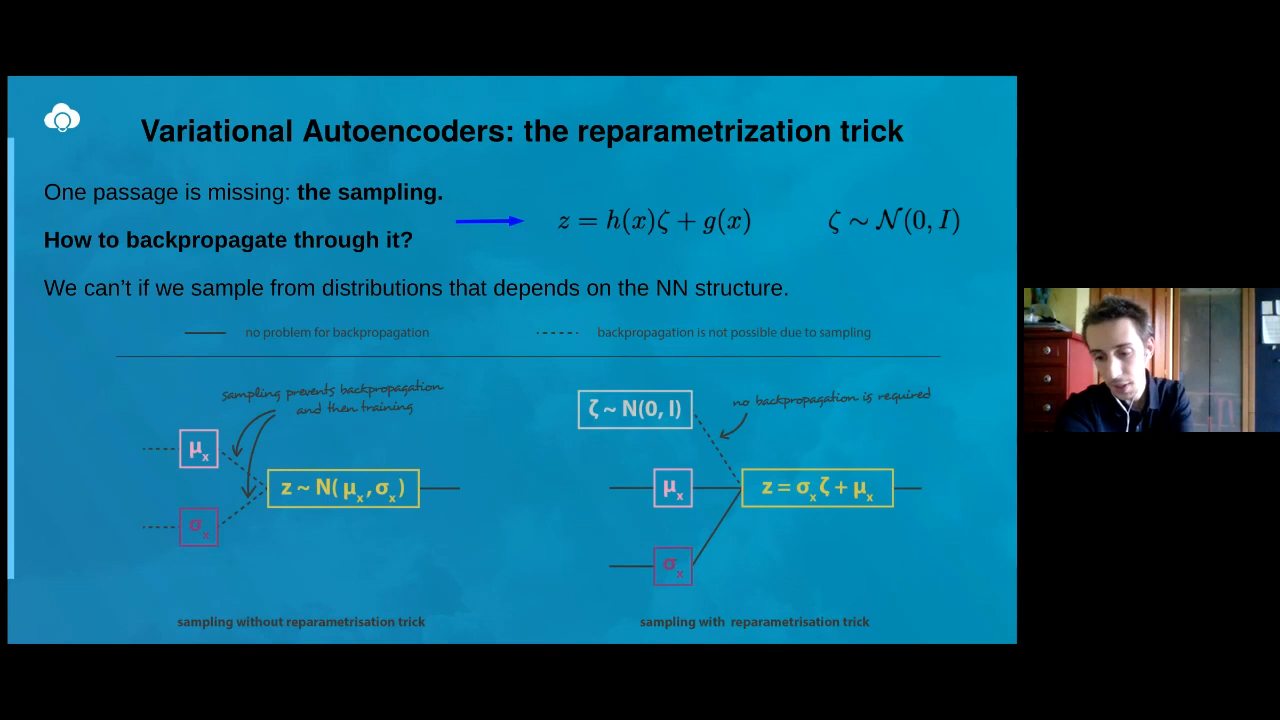 Variational Autoencoders: the reparametrization trick
One passage is missing: the sampling.
How to backpropagate through it?
z = h(x)ζ + g(x)
ζ ∼ 𝒩(0, I)
We can’t if we sample from distributions that depends on the NN structure.
no problem for backpropagation
backpropagation is not possible due to sampling
sampling prevents backpropagation
and then training
μx
σx
z ~ N( μx , σx )
sampling without reparametrisation trick
ζ ~ N(0, I)
no backpropagation is required
μx
σx
z = σx ζ + μx
sampling with reparametrisation trick